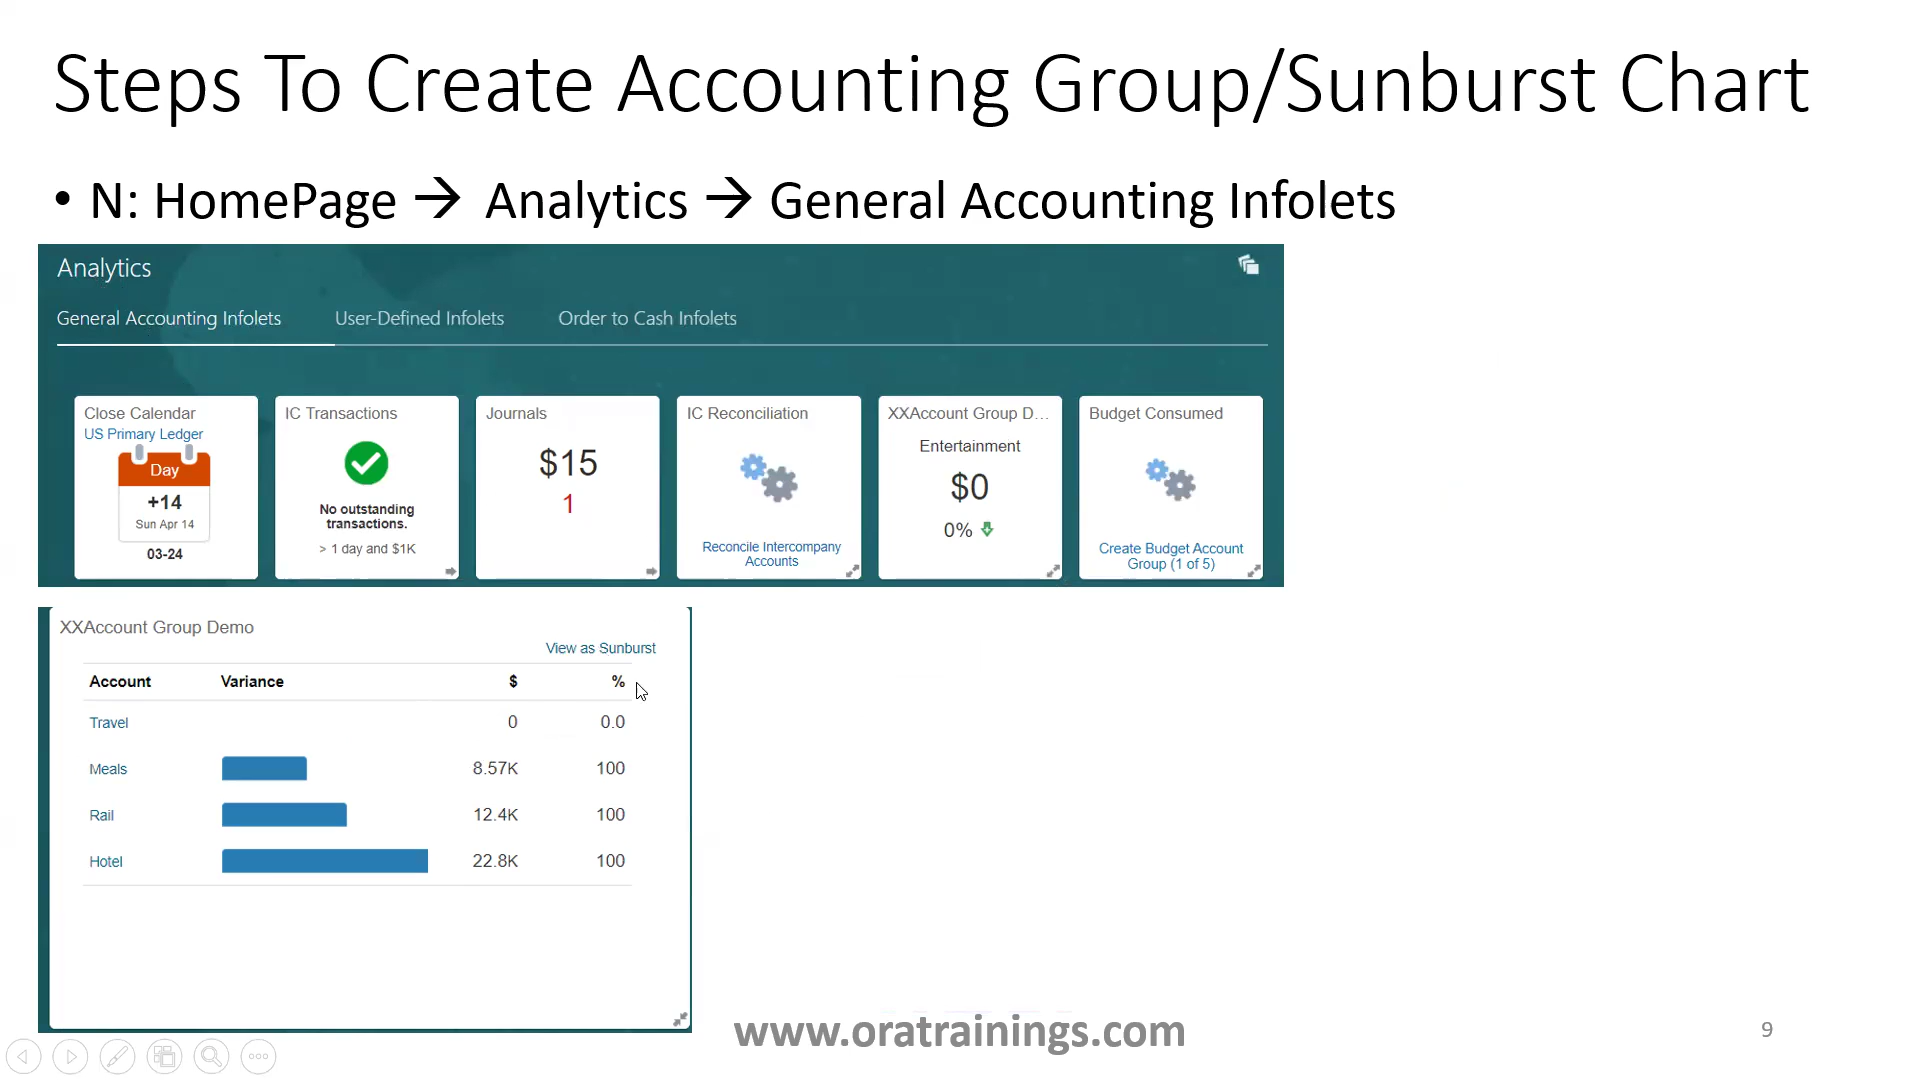 Steps To Create Accounting Group/Sunburst Chart
• N: HomePage → Analytics → General Accounting Infolets
Analytics
General Accounting Infolets User-Defined Infolets Order to Cash Infolets
Close Calendar
US Primary Ledger
Day
+14
Sun Apr 14
03-24
IC Transactions
No outstanding
transactions.
> 1 day and $1K
Journals
$15
1
IC Reconciliation
Reconcile Intercompany
Accounts
XXAccount Group D...
Entertainment
$0
0%
Budget Consumed
Create Budget Account
Group (1 of 5)
XXAccount Group Demo
View as Sunburst
Account Variance $ %
Travel 0 0.0
Meals 8.57K 100
Rail 12.4K 100
Hotel 22.8K 100
www.oratrainings.com
9